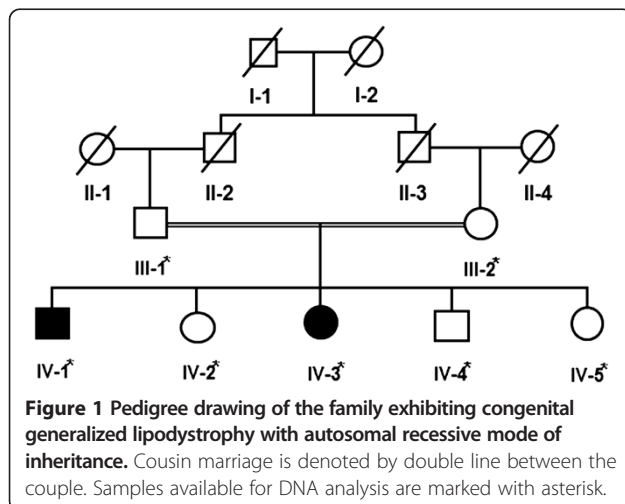 I-1 I-2
II-1 II-2 II-3 II-4
III-1* III-2*
IV-1* IV-2* IV-3* IV-4* IV-5*
Figure 1 Pedigree drawing of the family exhibiting congenital
generalized lipodystrophy with autosomal recessive mode of
inheritance. Cousin marriage is denoted by double line between the
couple. Samples available for DNA analysis are marked with asterisk.